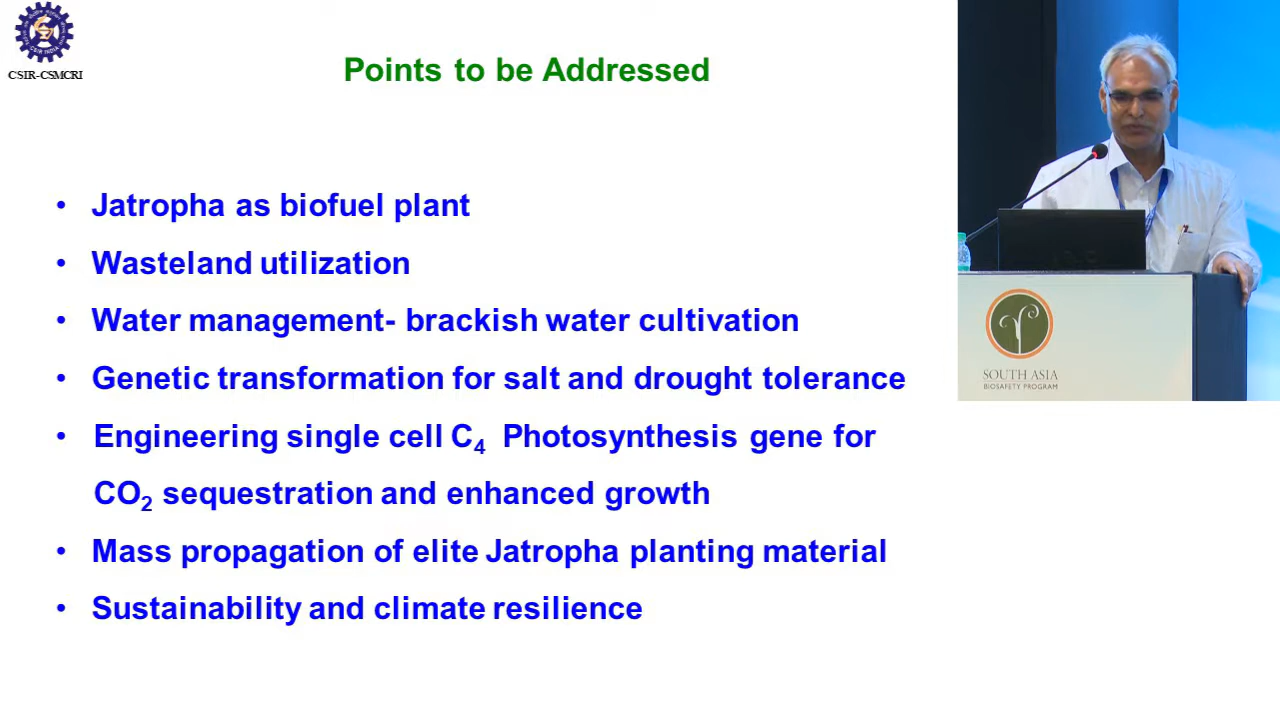 CSIR-CSMCRI
Points to be Addressed
• Jatropha as biofuel plant
• Wasteland utilization
• Water management- brackish water cultivation
• Genetic transformation for salt and drought tolerance
• Engineering single cell C4 Photosynthesis gene for
CO2 sequestration and enhanced growth
• Mass propagation of elite Jatropha planting material
• Sustainability and climate resilience
SOUTH ASIA
BIOSAFETY PROGRAM